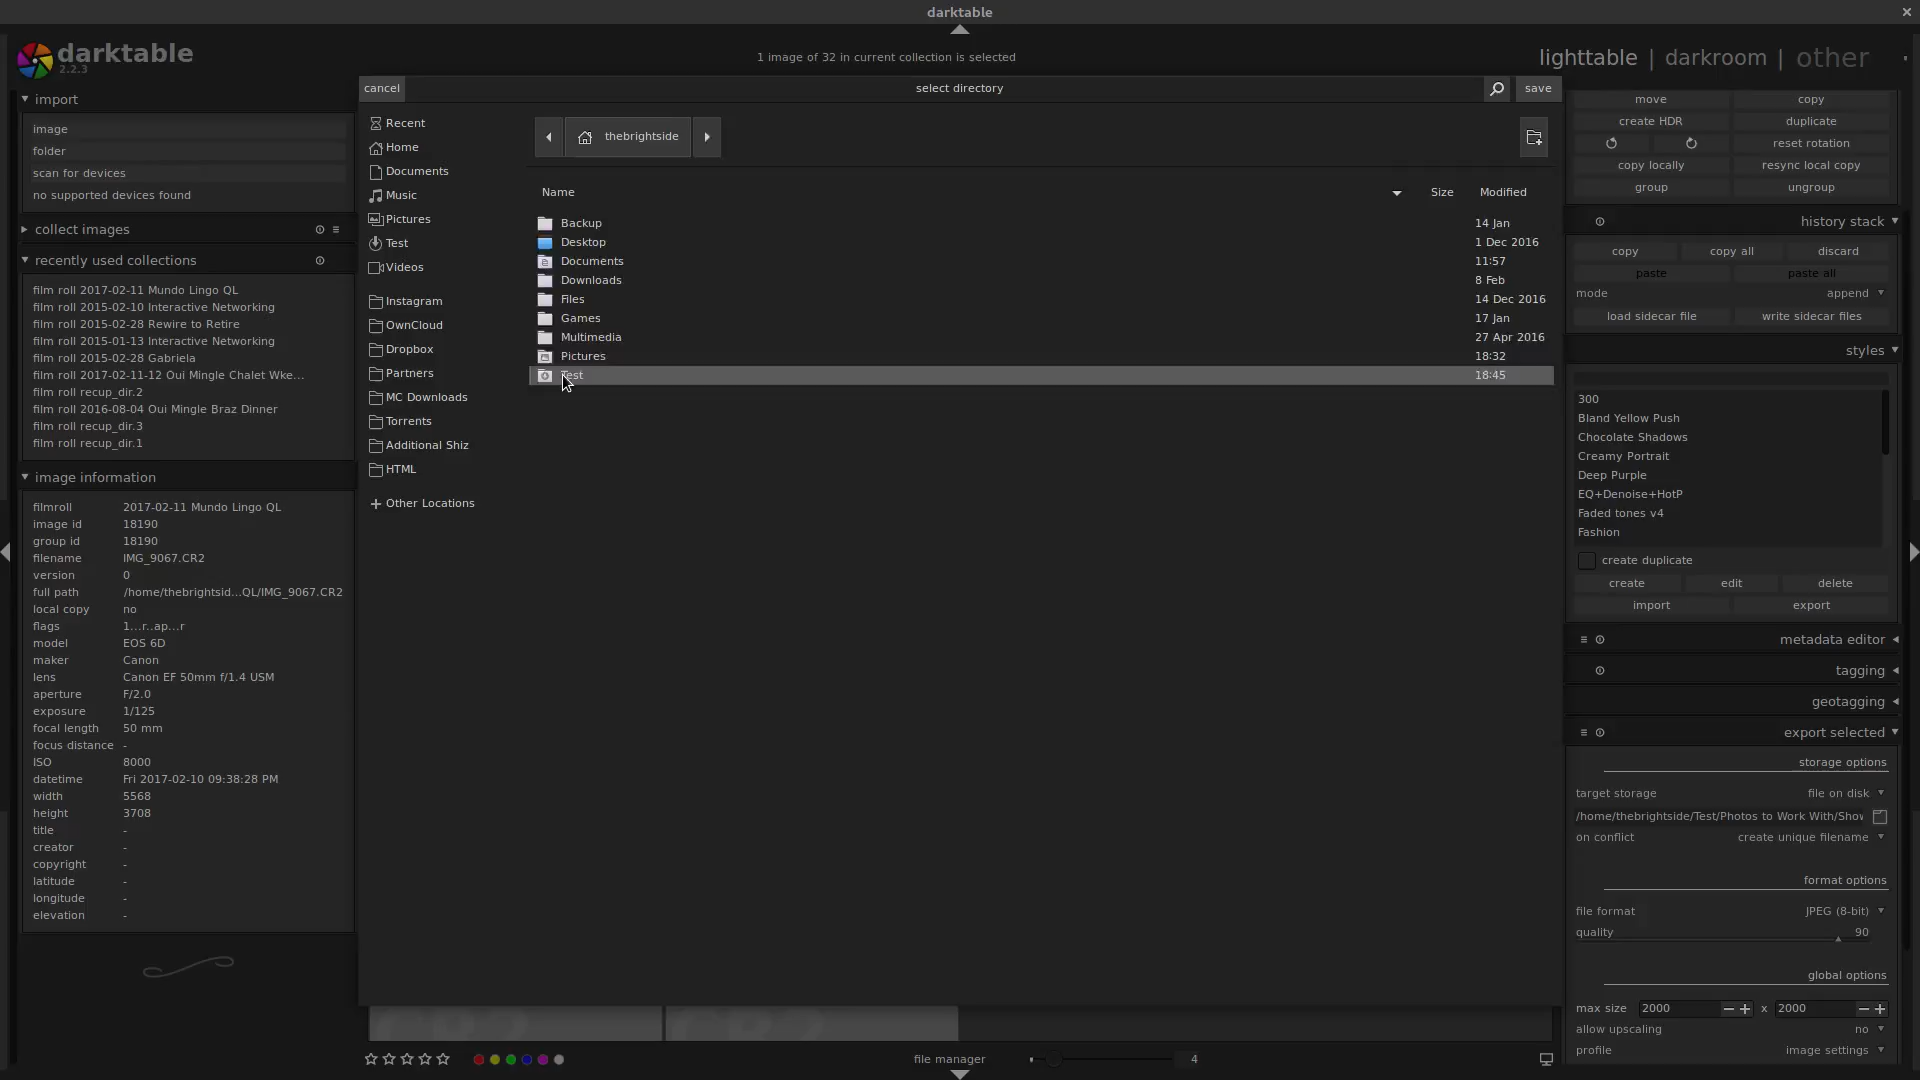 darktable
darktable
2.2.3
1 image of 32 in current collection is selected
lighttable | darkroom | other
cancel
select directory
save
import
image
folder
scan for devices
no supported devices found
collect images
recently used collections
film roll 2017-02-11 Mundo Lingo QL
film roll 2015-02-10 Interactive Networking
film roll 2015-02-28 Rewire to Retire
film roll 2015-01-13 Interactive Networking
film roll 2015-02-28 Gabriela
film roll 2017-02-11-12 Oui Mingle Chalet Wke...
film roll recup_dir.2
film roll 2016-08-04 Oui Mingle Braz Dinner
film roll recup_dir.3
film roll recup_dir.1
image information
filmroll 2017-02-11 Mundo Lingo QL
image id 18190
group id 18190
filename IMG_9067.CR2
version 0
full path /home/thebrightsid...QL/IMG_9067.CR2
local copy no
flags 1...r..ap...r
model EOS 6D
maker Canon
lens Canon EF 50mm f/1.4 USM
aperture F/2.0
exposure 1/125
focal length 50 mm
focus distance -
ISO 8000
datetime Fri 2017-02-10 09:38:28 PM
width 5568
height 3708
title -
creator -
copyright -
latitude -
longitude -
elevation -
Recent
Home
Documents
Music
Pictures
Test
Videos
Instagram
OwnCloud
Dropbox
Partners
MC Downloads
Torrents
Additional Shiz
HTML
Other Locations
thebrightside
Name Size Modified
Backup 14 Jan
Desktop 1 Dec 2016
Documents 11:57
Downloads 8 Feb
Files 14 Dec 2016
Games 17 Jan
Multimedia 27 Apr 2016
Pictures 18:32
Test 18:45
CR2 CR2
file manager 4
move copy
create HDR duplicate
reset rotation
copy locally resync local copy
group ungroup
history stack
copy copy all discard
paste paste all
mode append
load sidecar file write sidecar files
styles
300
Bland Yellow Push
Chocolate Shadows
Creamy Portrait
Deep Purple
EQ+Denoise+HotP
Faded tones v4
Fashion
create duplicate
create edit delete
import export
metadata editor
tagging
geotagging
export selected
storage options
target storage file on disk
/home/thebrightside/Test/Photos to Work With/Show
on conflict create unique filename
format options
file format JPEG (8-bit)
quality 90
global options
max size 2000 x 2000
allow upscaling no
profile image settings